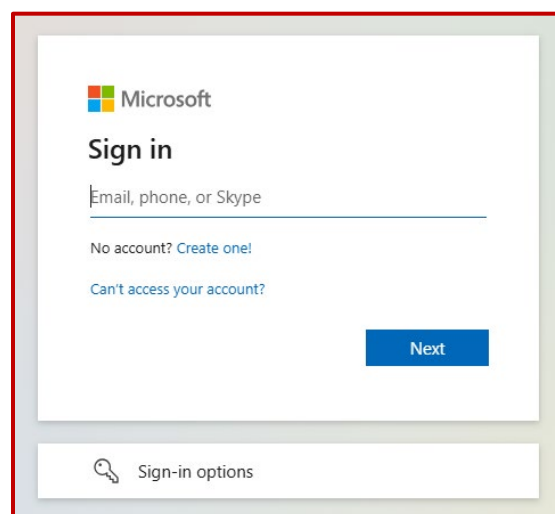 Microsoft
Sign in
Email, phone, or Skype
No account? Create one!
Can't access your account?
Next
Sign-in options